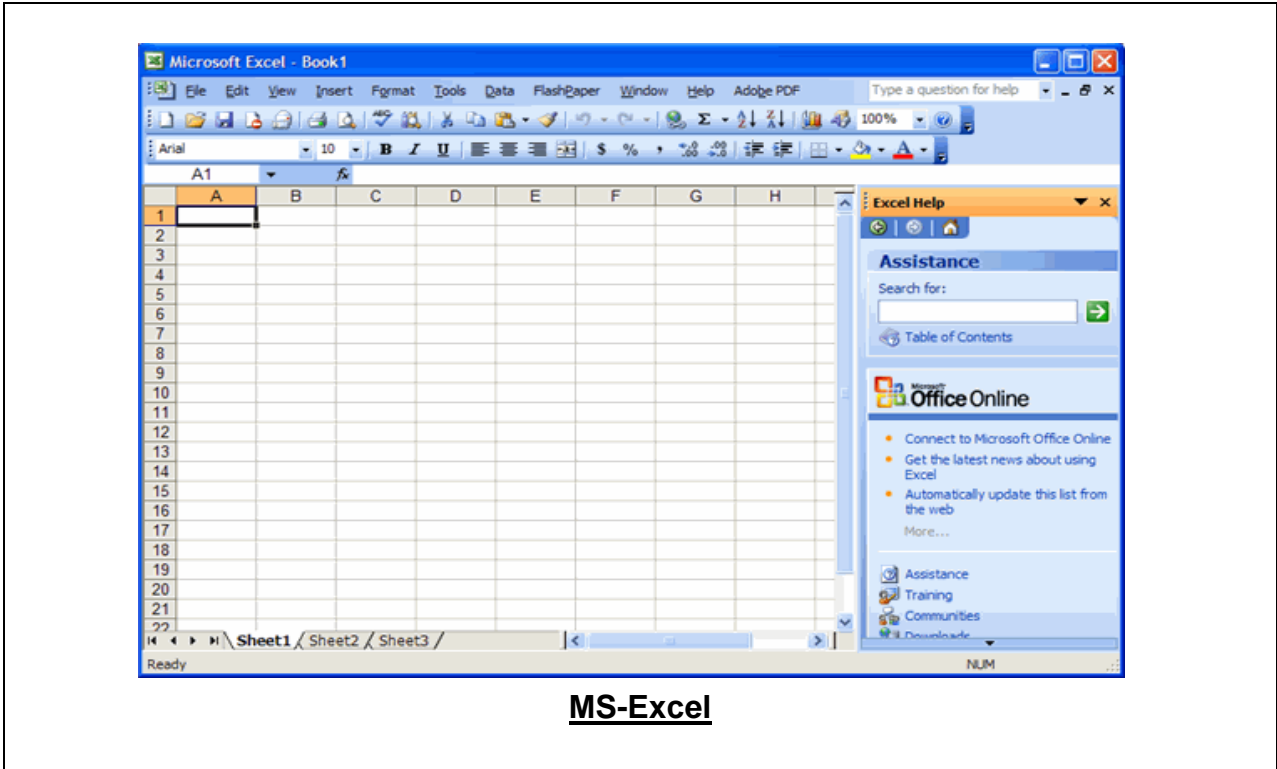 Microsoft Excel - Book1
File Edit View Insert Format Tools Data FlashPaper Window Help Adobe PDF Type a question for help
Σ 100%
Arial 10 B I U $ % , A
A1 fx
A B C D E F G H
1
2
3
4
5
6
7
8
9
10
11
12
13
14
15
16
17
18
19
20
21
22
Sheet1 Sheet2 Sheet3
Ready NUM
Excel Help
Assistance
Search for:
Table of Contents
Microsoft
Office Online
Connect to Microsoft Office Online
Get the latest news about using
Excel
Automatically update this list from
the web
More...
Assistance
Training
Communities
Downloads
MS-Excel